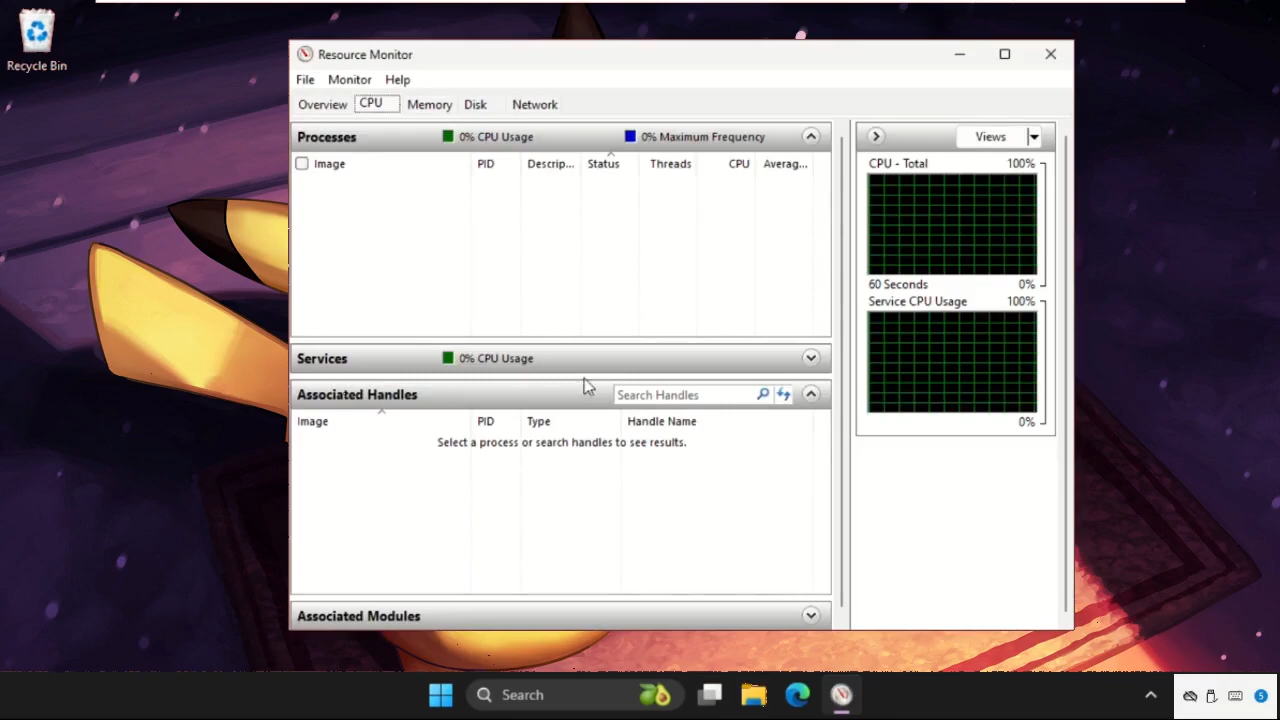 Recycle Bin
Resource Monitor
File Monitor Help
Overview CPU Memory Disk Network
Processes 0% CPU Usage 0% Maximum Frequency
Image PID Descrip... Status Threads CPU Averag...
Services 0% CPU Usage
Associated Handles Search Handles
Image PID Type Handle Name
Select a process or search handles to see results.
Associated Modules
Views
CPU - Total 100%
60 Seconds 0%
Service CPU Usage 100%
0%
Search
5